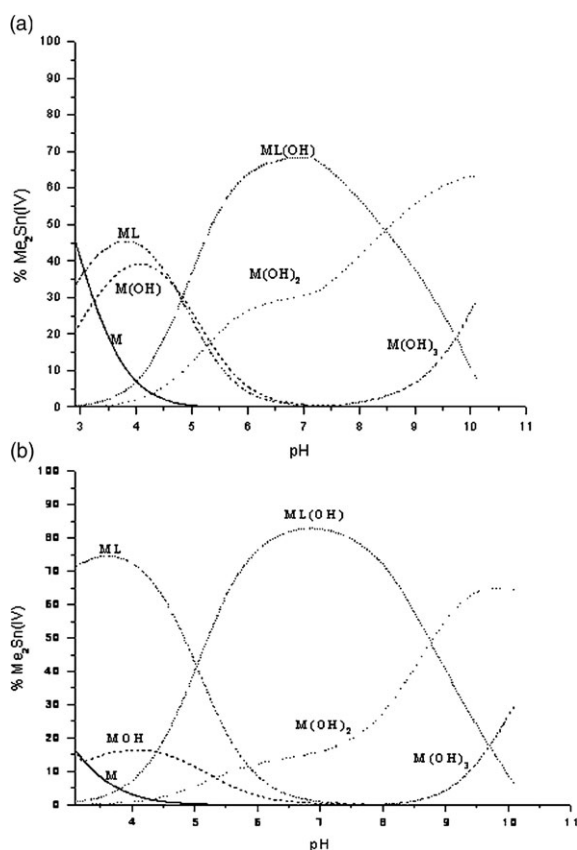 (a)
100
90
80
70
60
50
40
30
20
10
0
% Me₂Sn(IV)
ML(OH)
ML
M(OH)
M(OH)₂
M
M(OH)₃
3 4 5 6 7 8 9 10 11
pH
(b)
100
90
80
70
60
50
40
30
20
10
0
% Me₂Sn(IV)
ML(OH)
ML
MOH
M(OH)₂
M
M(OH)₃
4 5 6 7 8 9 10 11
pH